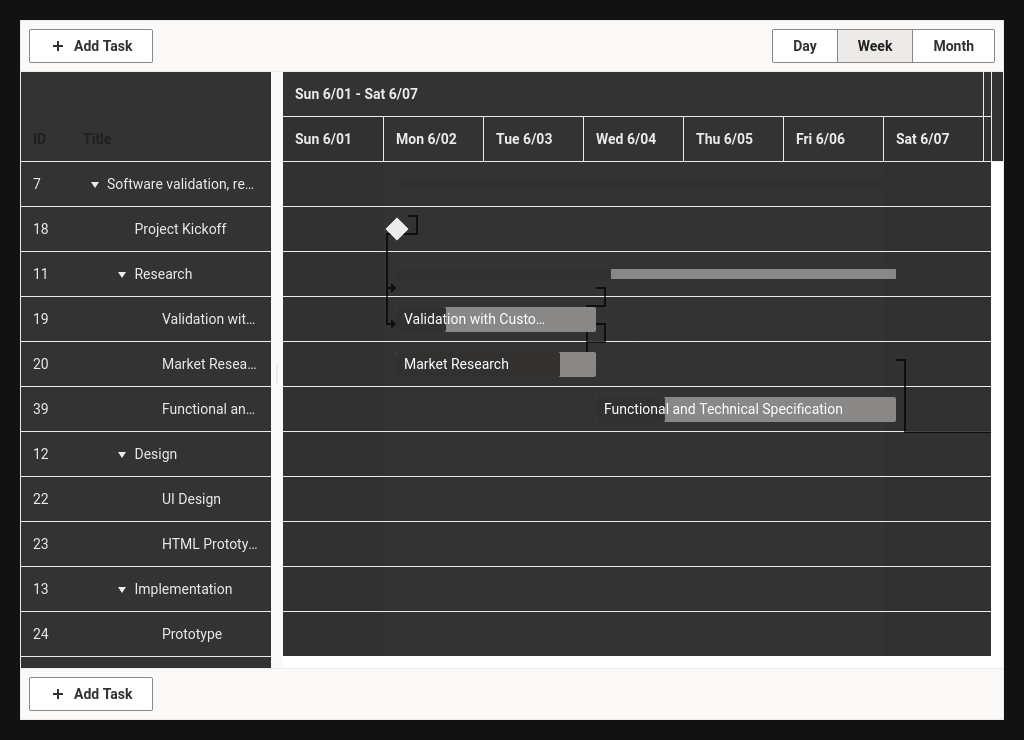 Add Task
Day Week Month
Sun 6/01 - Sat 6/07
ID Title
Sun 6/01 Mon 6/02 Tue 6/03 Wed 6/04 Thu 6/05 Fri 6/06 Sat 6/07
7 Software validation, re…
18 Project Kickoff
11 Research
19 Validation wit… Validation with Custo…
20 Market Resea… Market Research
39 Functional an… Functional and Technical Specification
12 Design
22 UI Design
23 HTML Prototy…
13 Implementation
24 Prototype
Add Task